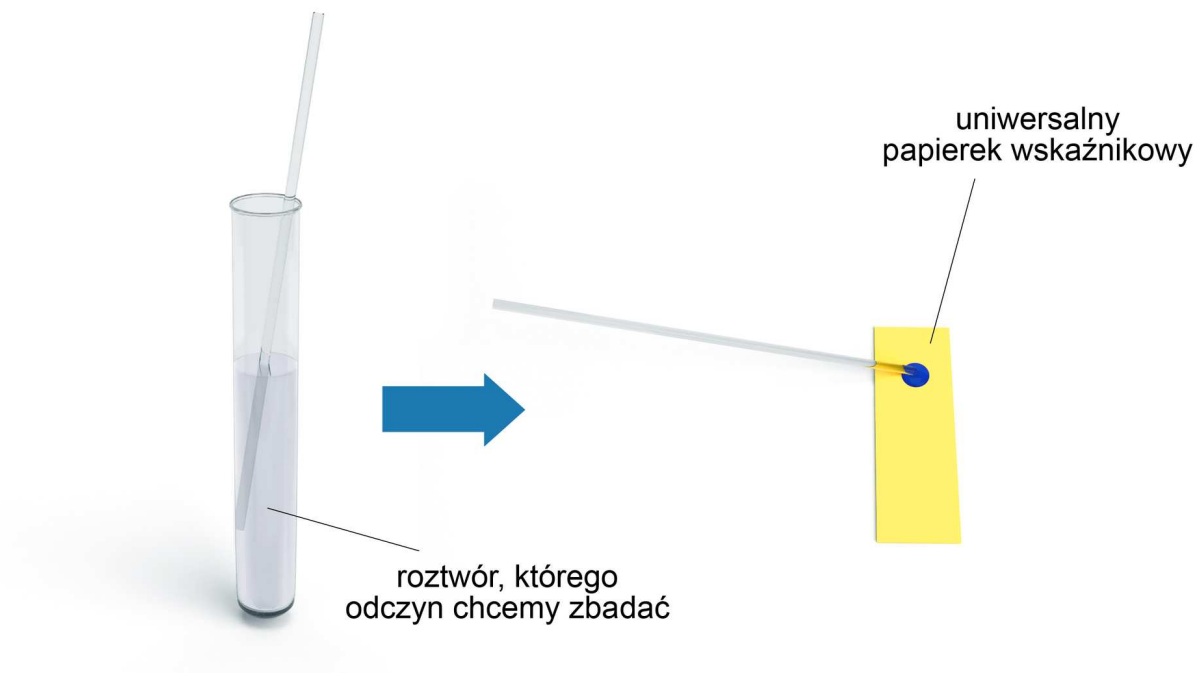 uniwersalny
papierek wskaźnikowy
roztwór, którego
odczyn chcemy zbadać